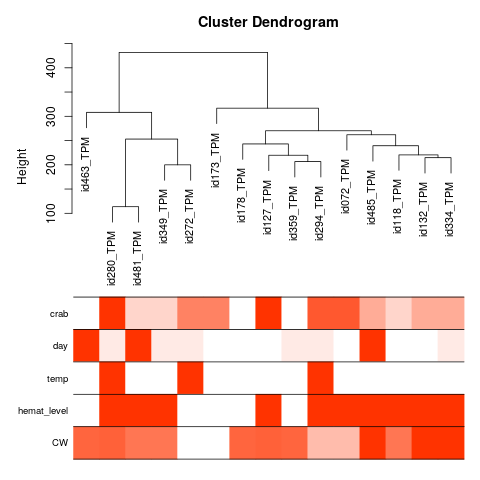 Cluster Dendrogram
Height
400
300
200
100
id463_TPM
id280_TPM
id481_TPM
id349_TPM
id272_TPM
id173_TPM
id178_TPM
id127_TPM
id359_TPM
id294_TPM
id072_TPM
id485_TPM
id118_TPM
id132_TPM
id334_TPM
crab
day
temp
hemat_level
CW